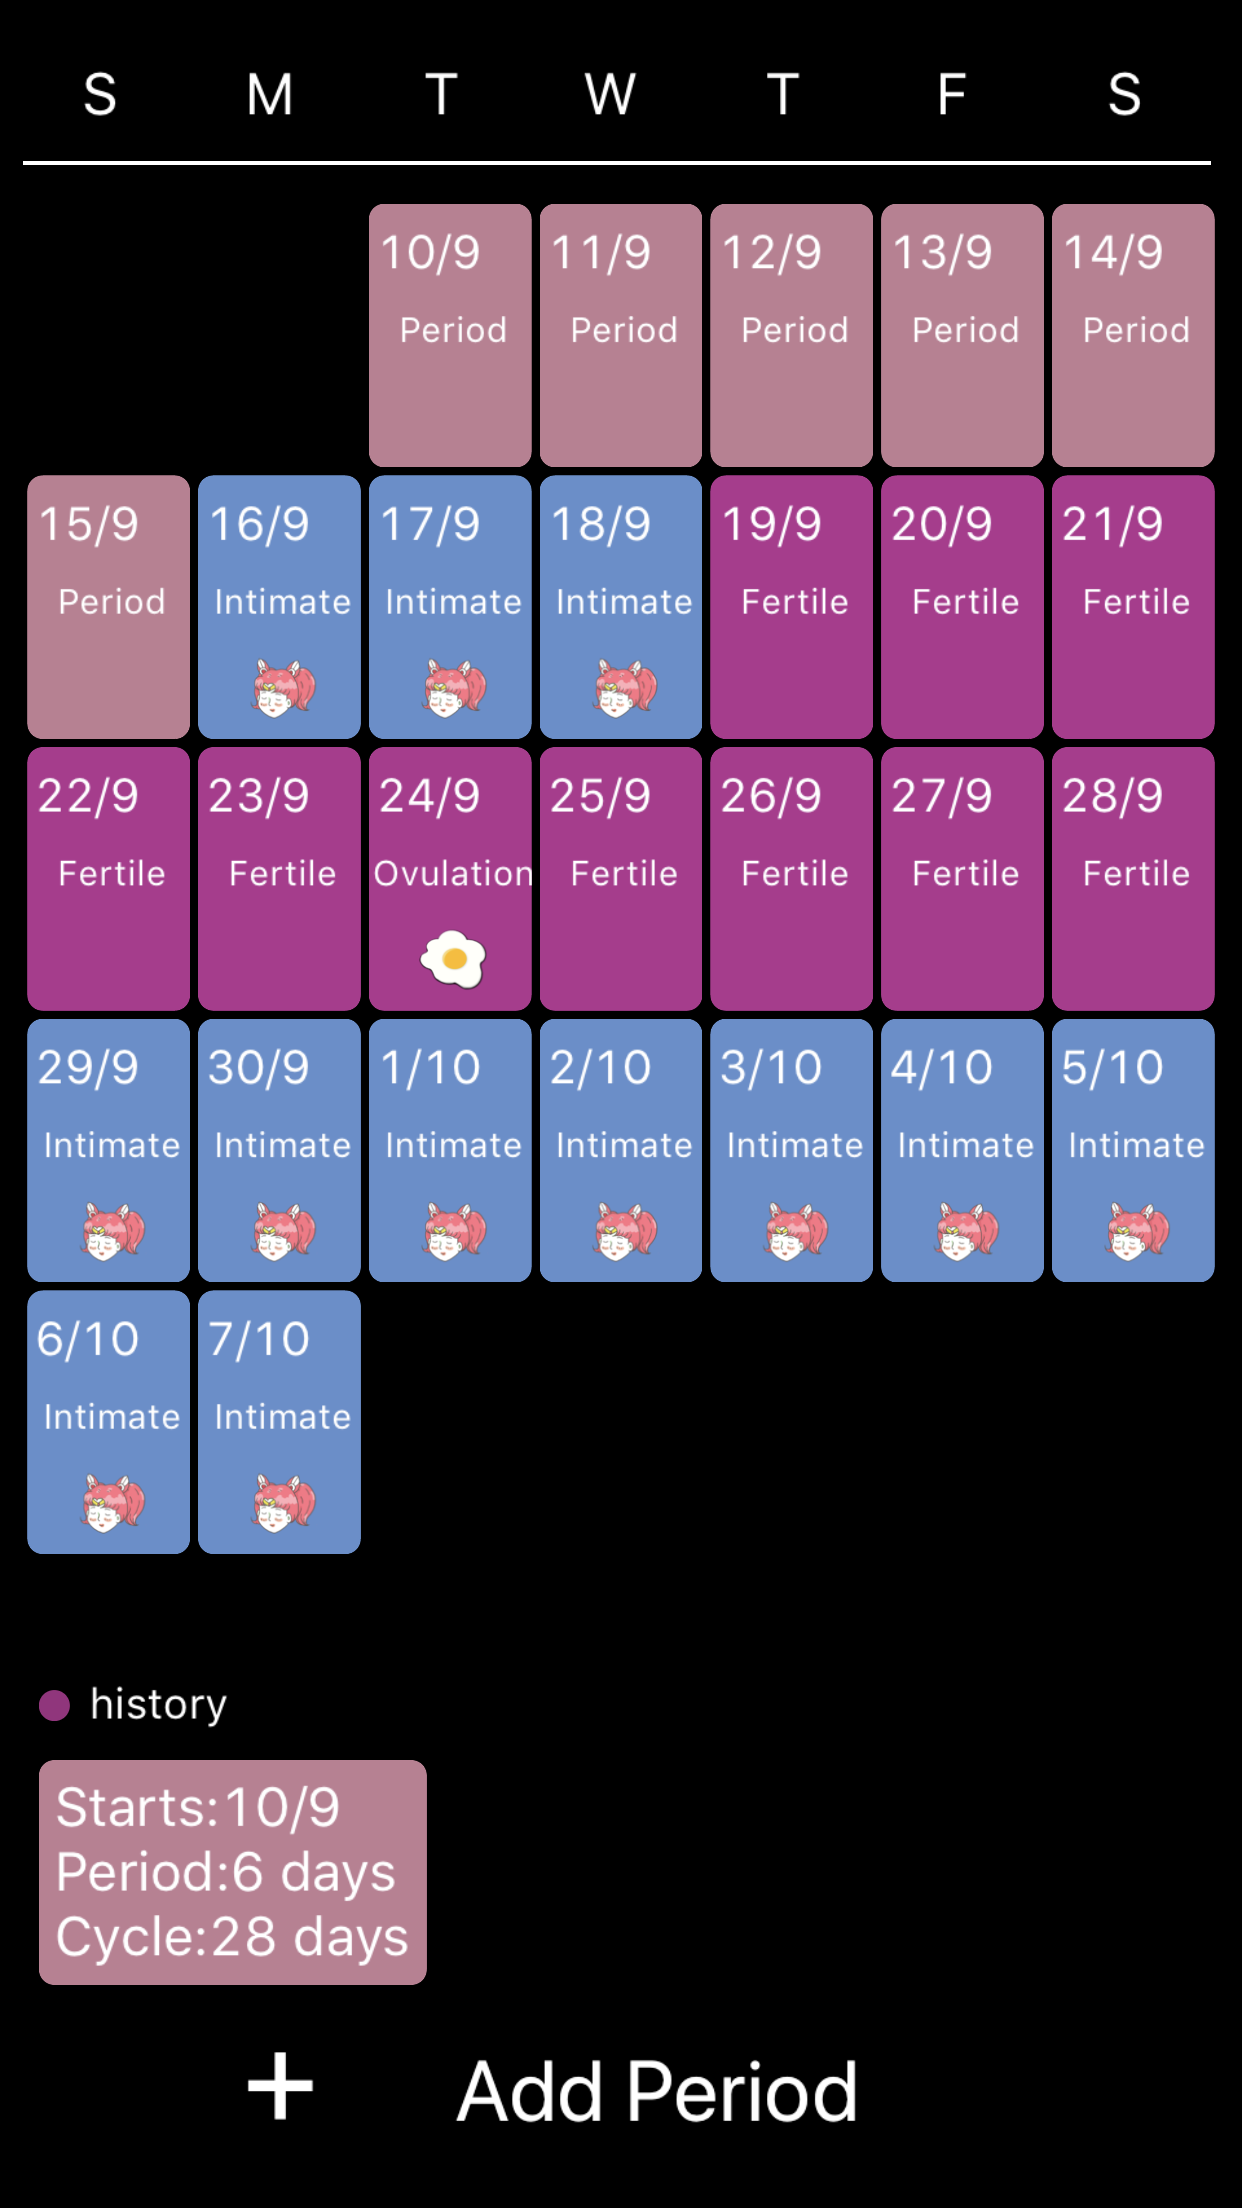 S M T W T F S
10/9 11/9 12/9 13/9 14/9
Period Period Period Period Period
15/9 16/9 17/9 18/9 19/9 20/9 21/9
Period Intimate Intimate Intimate Fertile Fertile Fertile
22/9 23/9 24/9 25/9 26/9 27/9 28/9
Fertile Fertile Ovulation Fertile Fertile Fertile Fertile
29/9 30/9 1/10 2/10 3/10 4/10 5/10
Intimate Intimate Intimate Intimate Intimate Intimate Intimate
6/10 7/10
Intimate Intimate
history
Starts:10/9
Period:6 days
Cycle:28 days
+ Add Period